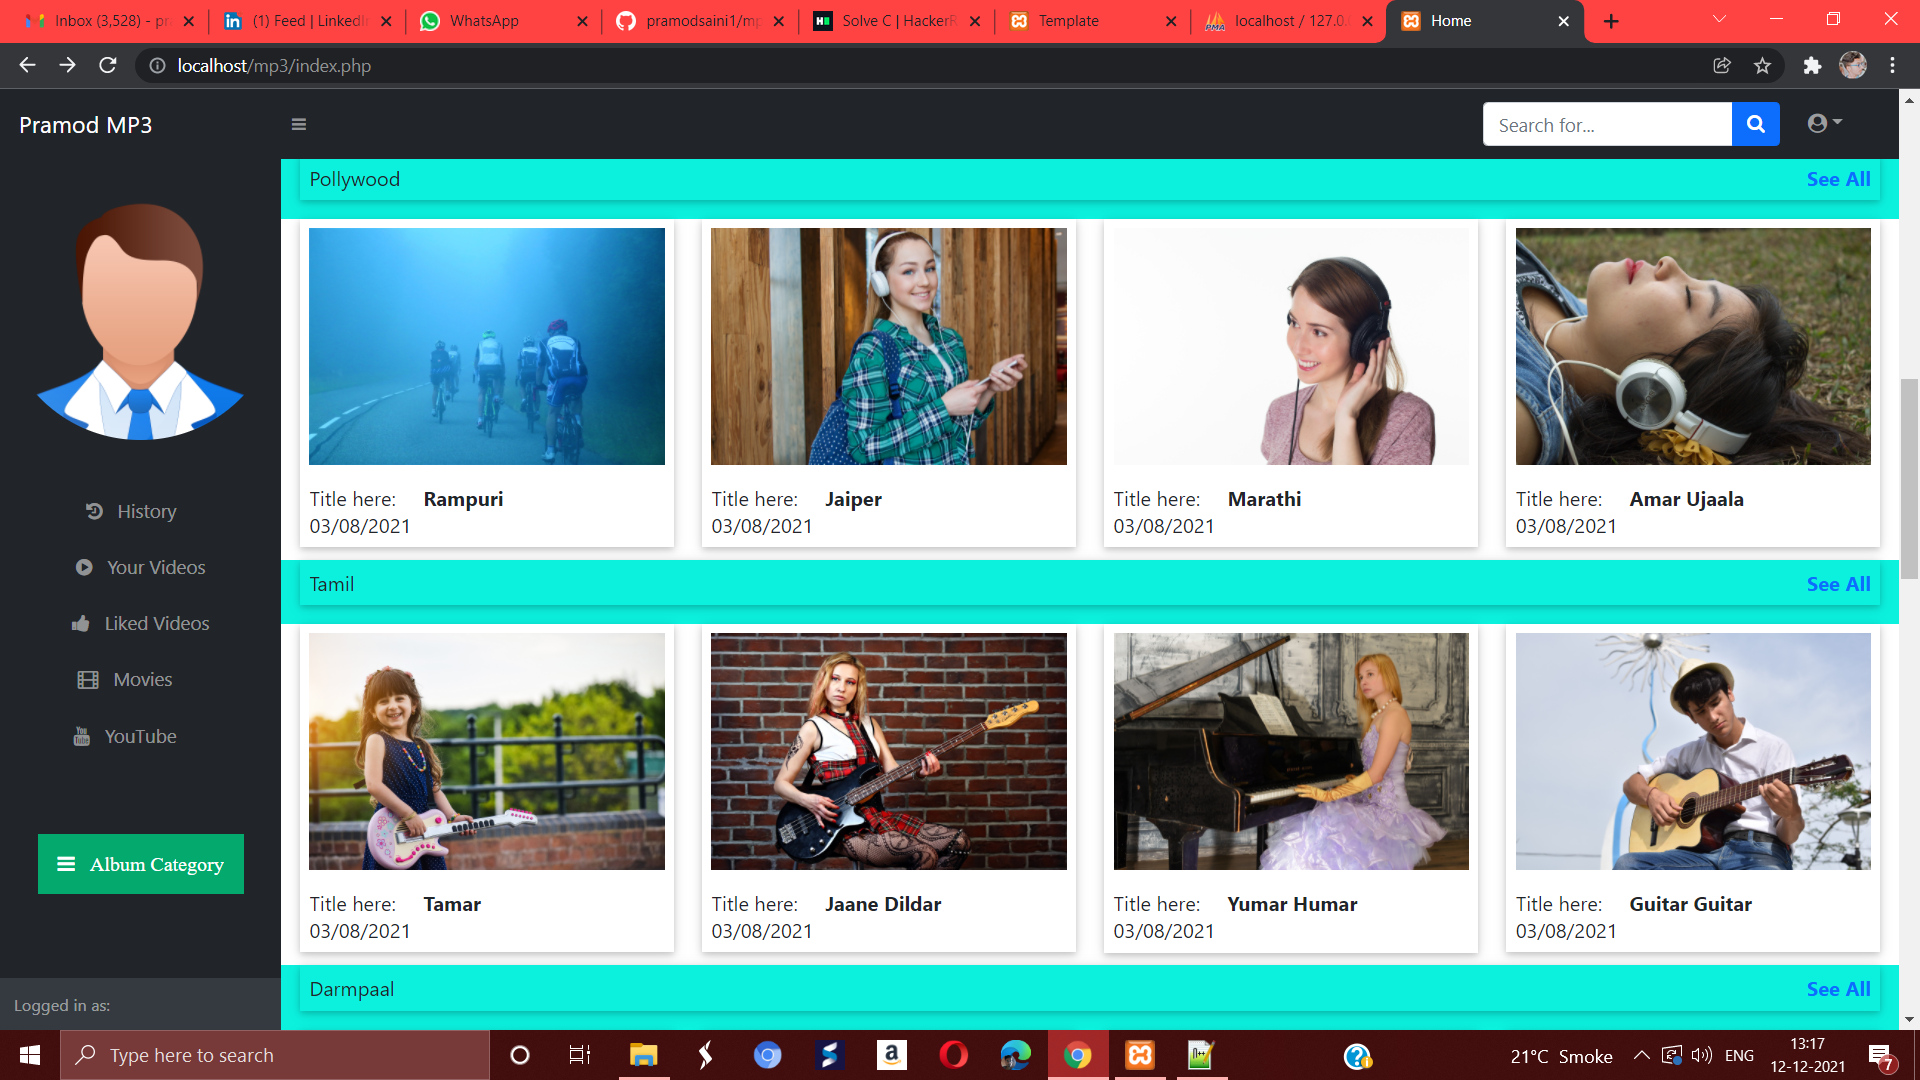 Inbox (3,528) - pr
(1) Feed | LinkedI
WhatsApp
pramodsaini1/mp
Solve C | HackerR
Template
localhost / 127.0.
Home
localhost/mp3/index.php
Pramod MP3
Search for...
Pollywood See All
Title here: Rampuri
03/08/2021
Title here: Jaiper
03/08/2021
Title here: Marathi
03/08/2021
Title here: Amar Ujaala
03/08/2021
History
Your Videos
Liked Videos
Movies
YouTube
Album Category
Logged in as:
Tamil See All
Title here: Tamar
03/08/2021
Title here: Jaane Dildar
03/08/2021
Title here: Yumar Humar
03/08/2021
Title here: Guitar Guitar
03/08/2021
Darmpaal See All
Type here to search
21°C Smoke
ENG
13:17
12-12-2021
7